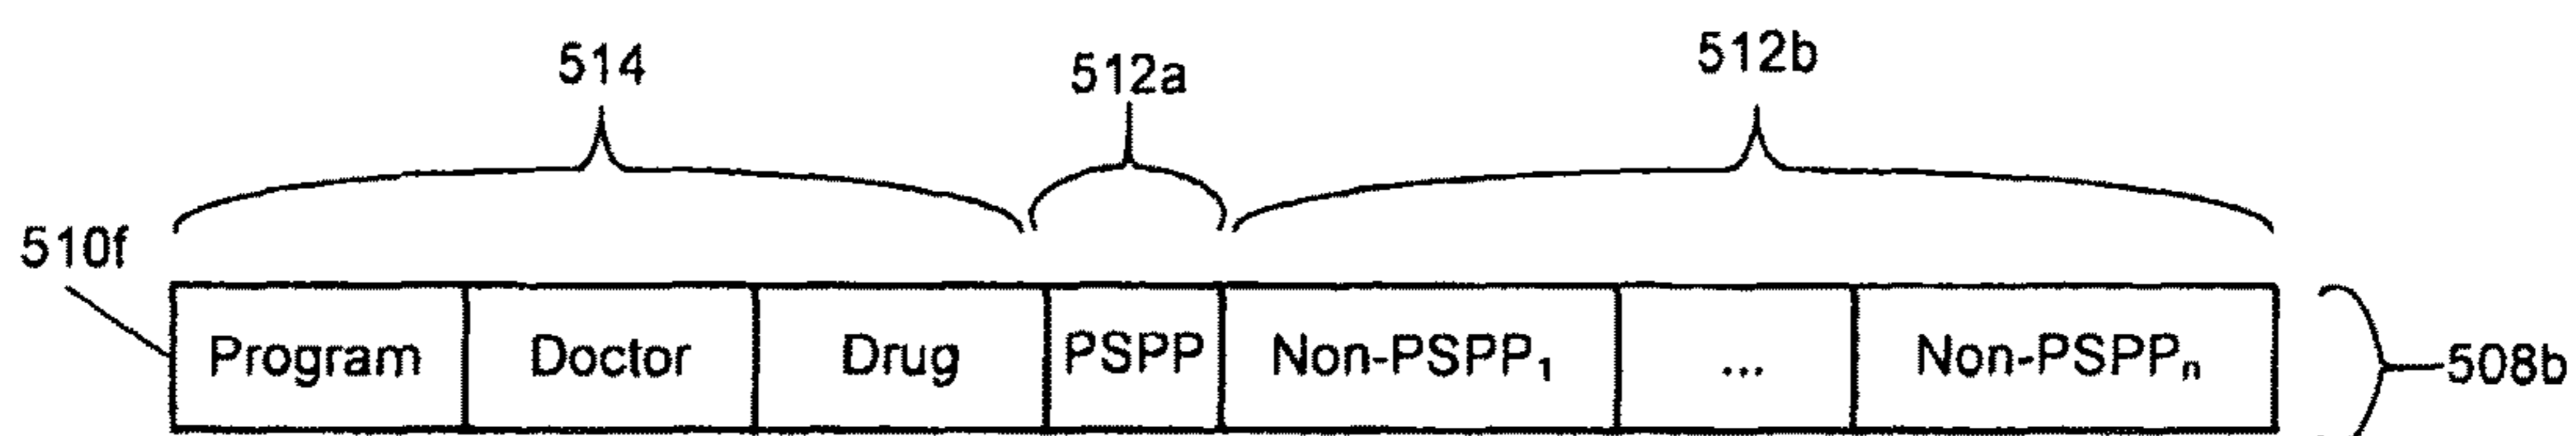 514 512a 512b
510f
Program Doctor Drug PSPP Non-PSPP₁ ... Non-PSPPₙ 508b